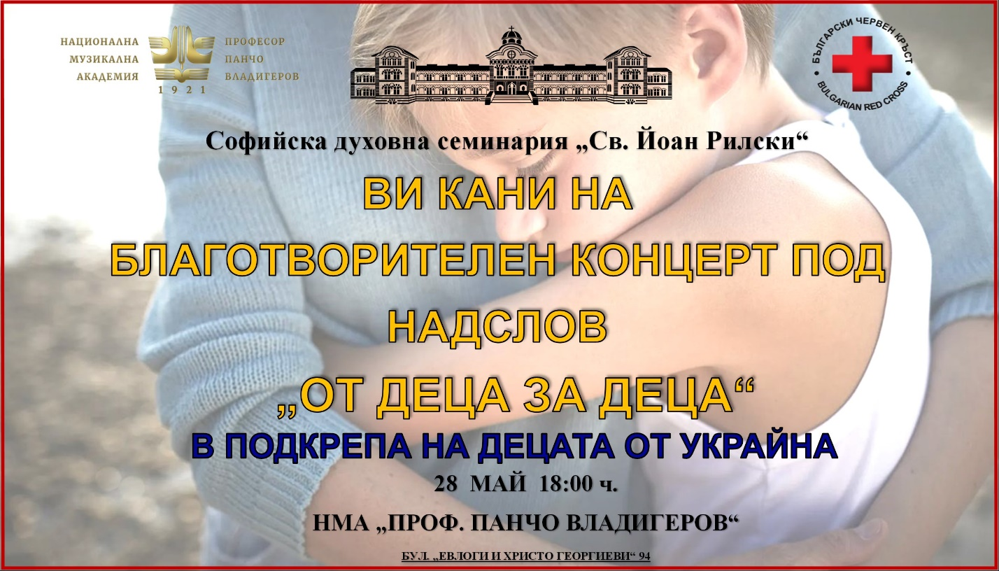 НАЦИОНАЛНА
МУЗИКАЛНА
АКАДЕМИЯ
ПРОФЕСОР
ПАНЧО
ВЛАДИГЕРОВ
1921
БЪЛГАРСКИ ЧЕРВЕН КРЪСТ
BULGARIAN RED CROSS
Софийска духовна семинария „Св. Йоан Рилски“
ВИ КАНИ НА
БЛАГОТВОРИТЕЛЕН КОНЦЕРТ ПОД
НАДСЛОВ
„ОТ ДЕЦА ЗА ДЕЦА“
В ПОДКРЕПА НА ДЕЦАТА ОТ УКРАЙНА
28 МАЙ 18:00 ч.
НМА „ПРОФ. ПАНЧО ВЛАДИГЕРОВ“
БУЛ. „ЕВЛОГИ И ХРИСТО ГЕОРГИЕВИ“ 94